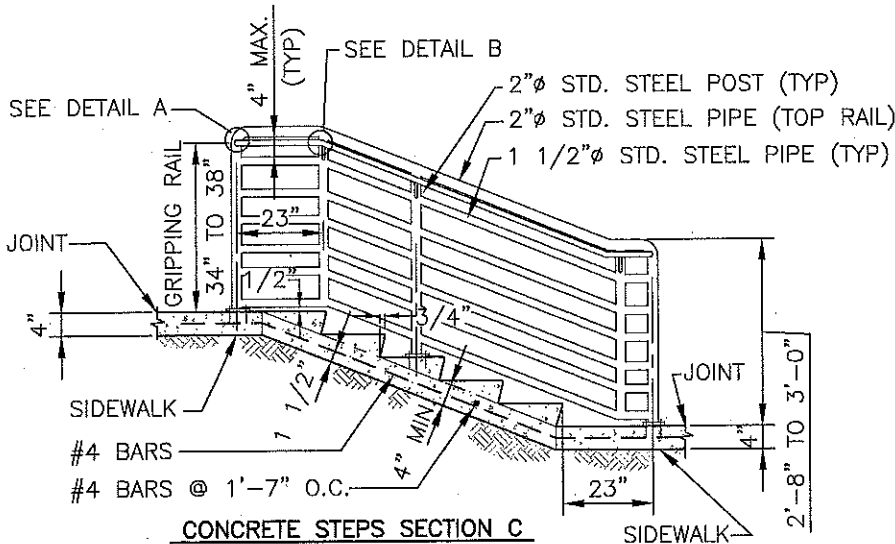 4" MAX.
(TYP)
SEE DETAIL B
SEE DETAIL A
2"ø STD. STEEL POST (TYP)
2"ø STD. STEEL PIPE (TOP RAIL)
1 1/2"ø STD. STEEL PIPE (TYP)
GRIPPING RAIL
34" TO 38"
23"
JOINT
1/2"
3/4"
4"
1 1/2"
4" MIN
SIDEWALK
#4 BARS
#4 BARS @ 1'-7" O.C.
JOINT
4"
2'-8" TO 3'-0"
23"
SIDEWALK
CONCRETE STEPS SECTION C